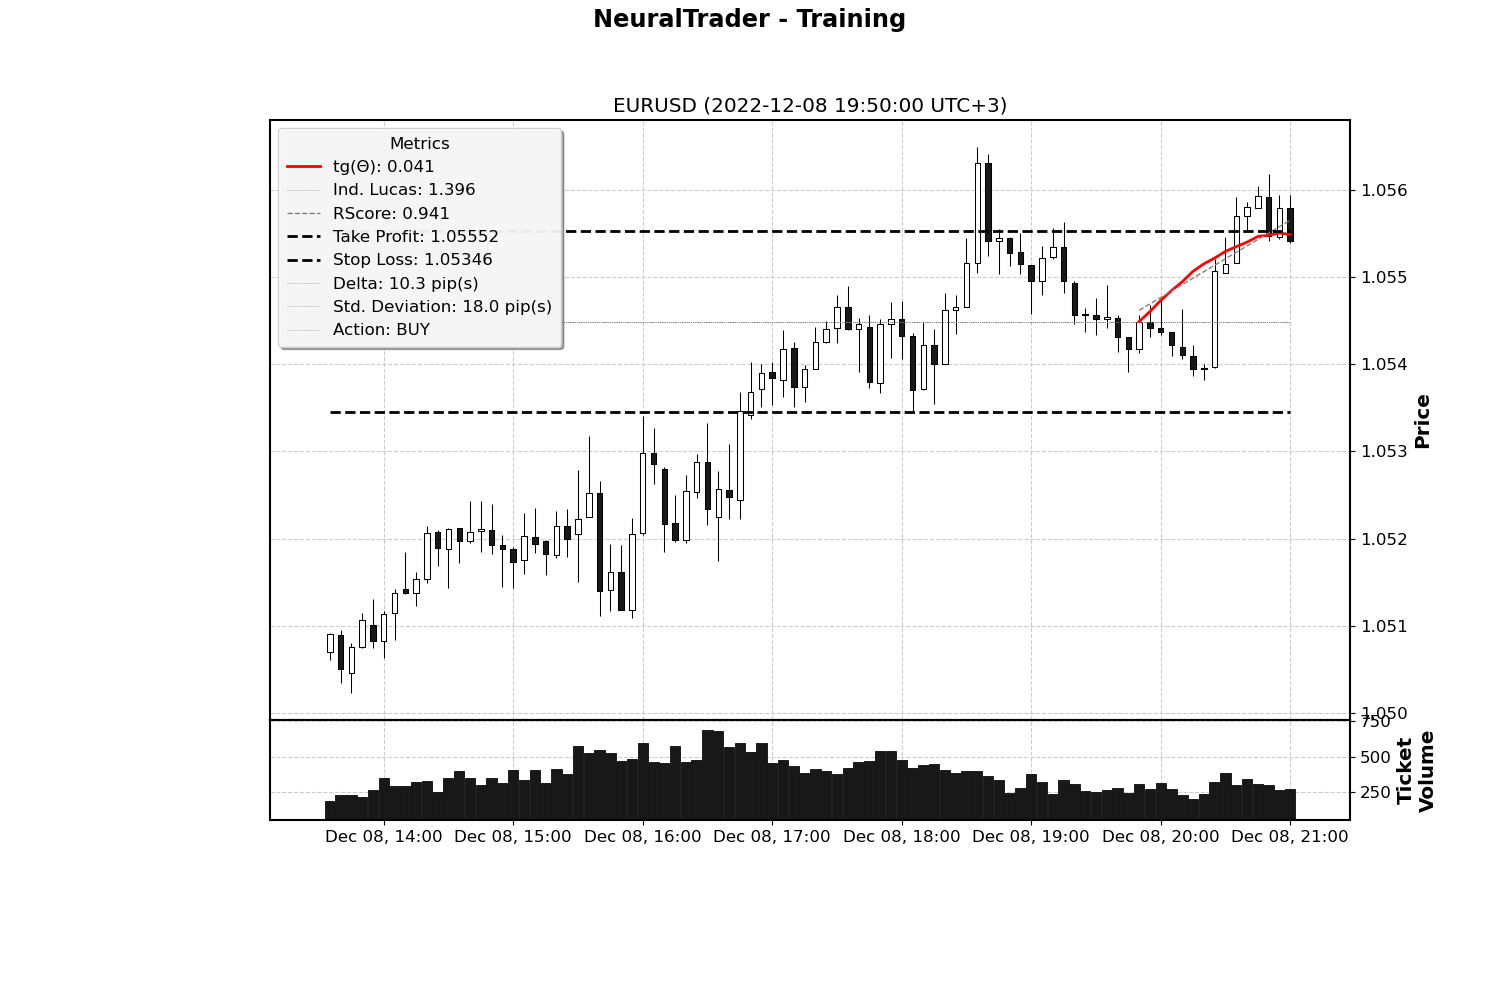 NeuralTrader - Training
EURUSD (2022-12-08 19:50:00 UTC+3)
Metrics
tg(Θ): 0.041
Ind. Lucas: 1.396
RScore: 0.941
Take Profit: 1.05552
Stop Loss: 1.05346
Delta: 10.3 pip(s)
Std. Deviation: 18.0 pip(s)
Action: BUY
1.056
1.055
1.054
1.053
1.052
1.051
1.050
Price
750
500
250
Ticket
Volume
Dec 08, 14:00 Dec 08, 15:00 Dec 08, 16:00 Dec 08, 17:00 Dec 08, 18:00 Dec 08, 19:00 Dec 08, 20:00 Dec 08, 21:00